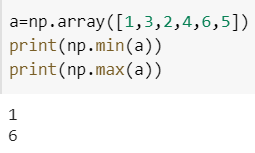 a=np.array([1,3,2,4,6,5])
print(np.min(a))
print(np.max(a))
1
6